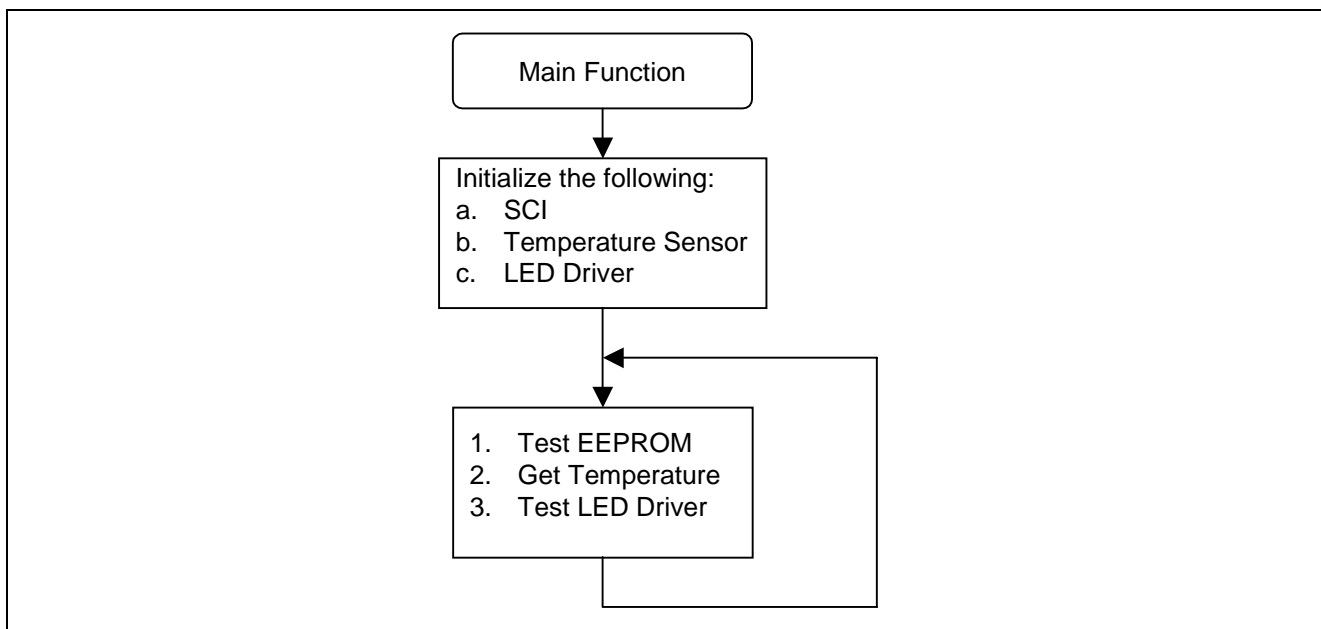 Main Function
Initialize the following:
a. SCI
b. Temperature Sensor
c. LED Driver
1. Test EEPROM
2. Get Temperature
3. Test LED Driver